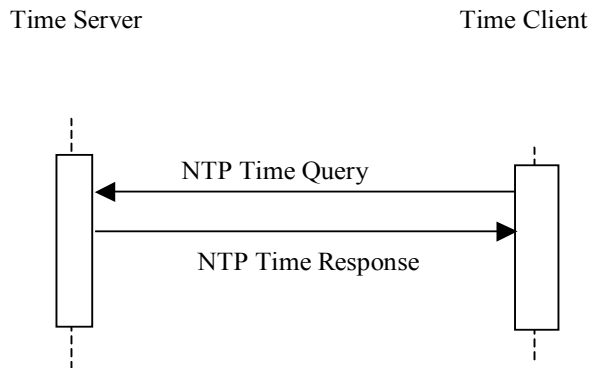 Time Server
Time Client
NTP Time Query
NTP Time Response